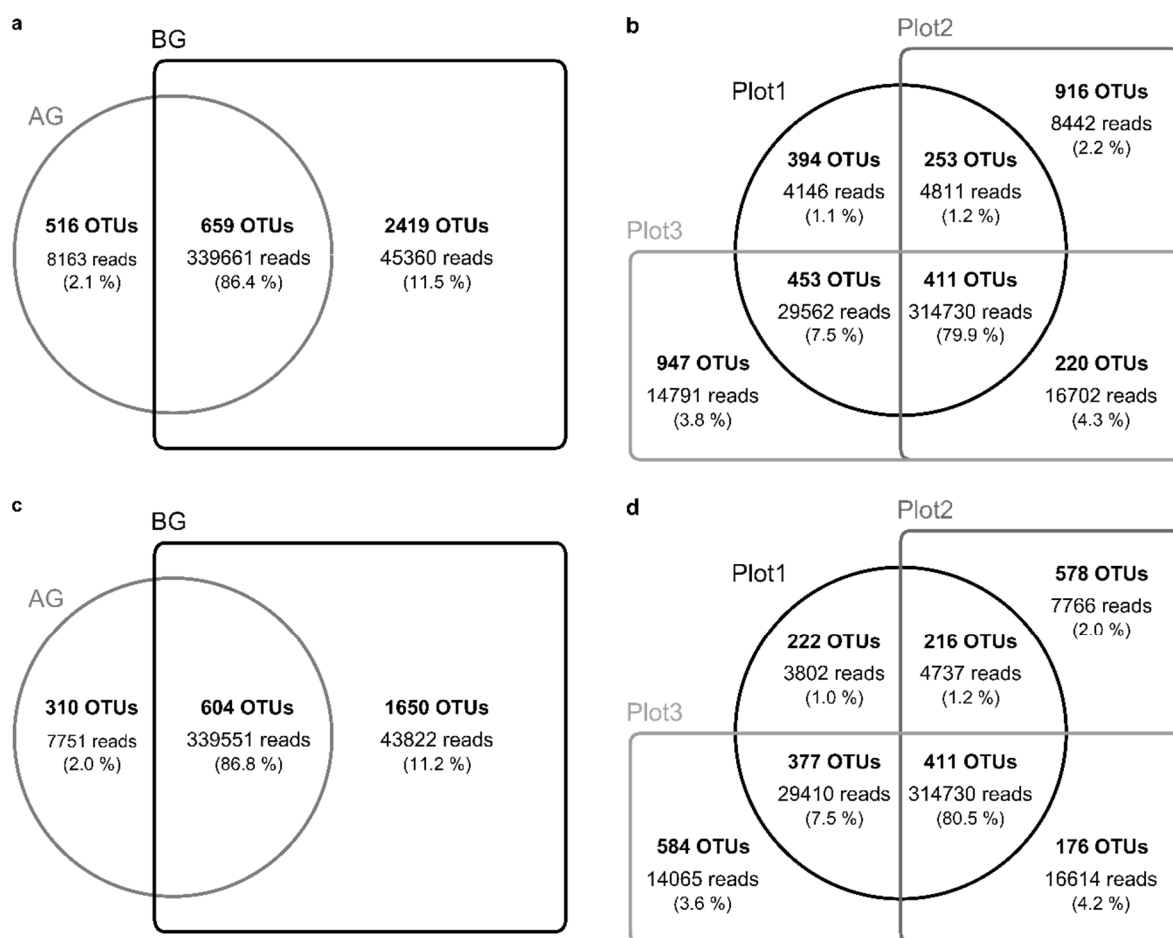 a
BG
AG
516 OTUs
8163 reads
(2.1 %)
659 OTUs
339661 reads
(86.4 %)
2419 OTUs
45360 reads
(11.5 %)
b
Plot2
Plot1
916 OTUs
8442 reads
(2.2 %)
394 OTUs
4146 reads
(1.1 %)
253 OTUs
4811 reads
(1.2 %)
Plot3
453 OTUs
29562 reads
(7.5 %)
411 OTUs
314730 reads
(79.9 %)
947 OTUs
14791 reads
(3.8 %)
220 OTUs
16702 reads
(4.3 %)
c
BG
AG
310 OTUs
7751 reads
(2.0 %)
604 OTUs
339551 reads
(86.8 %)
1650 OTUs
43822 reads
(11.2 %)
d
Plot2
Plot1
578 OTUs
7766 reads
(2.0 %)
222 OTUs
3802 reads
(1.0 %)
216 OTUs
4737 reads
(1.2 %)
Plot3
377 OTUs
29410 reads
(7.5 %)
411 OTUs
314730 reads
(80.5 %)
584 OTUs
14065 reads
(3.6 %)
176 OTUs
16614 reads
(4.2 %)